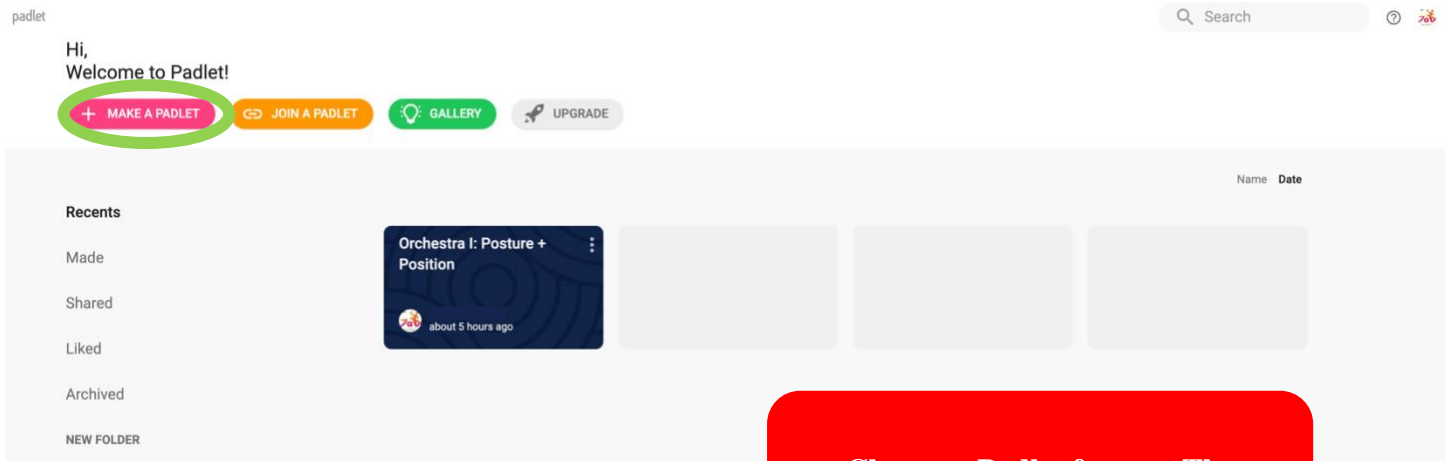 padlet
Search
Hi,
Welcome to Padlet!
+ MAKE A PADLET
JOIN A PADLET
GALLERY
UPGRADE
Name Date
Recents
Made
Shared
Liked
Archived
NEW FOLDER
Orchestra I: Posture +
Position
about 5 hours ago